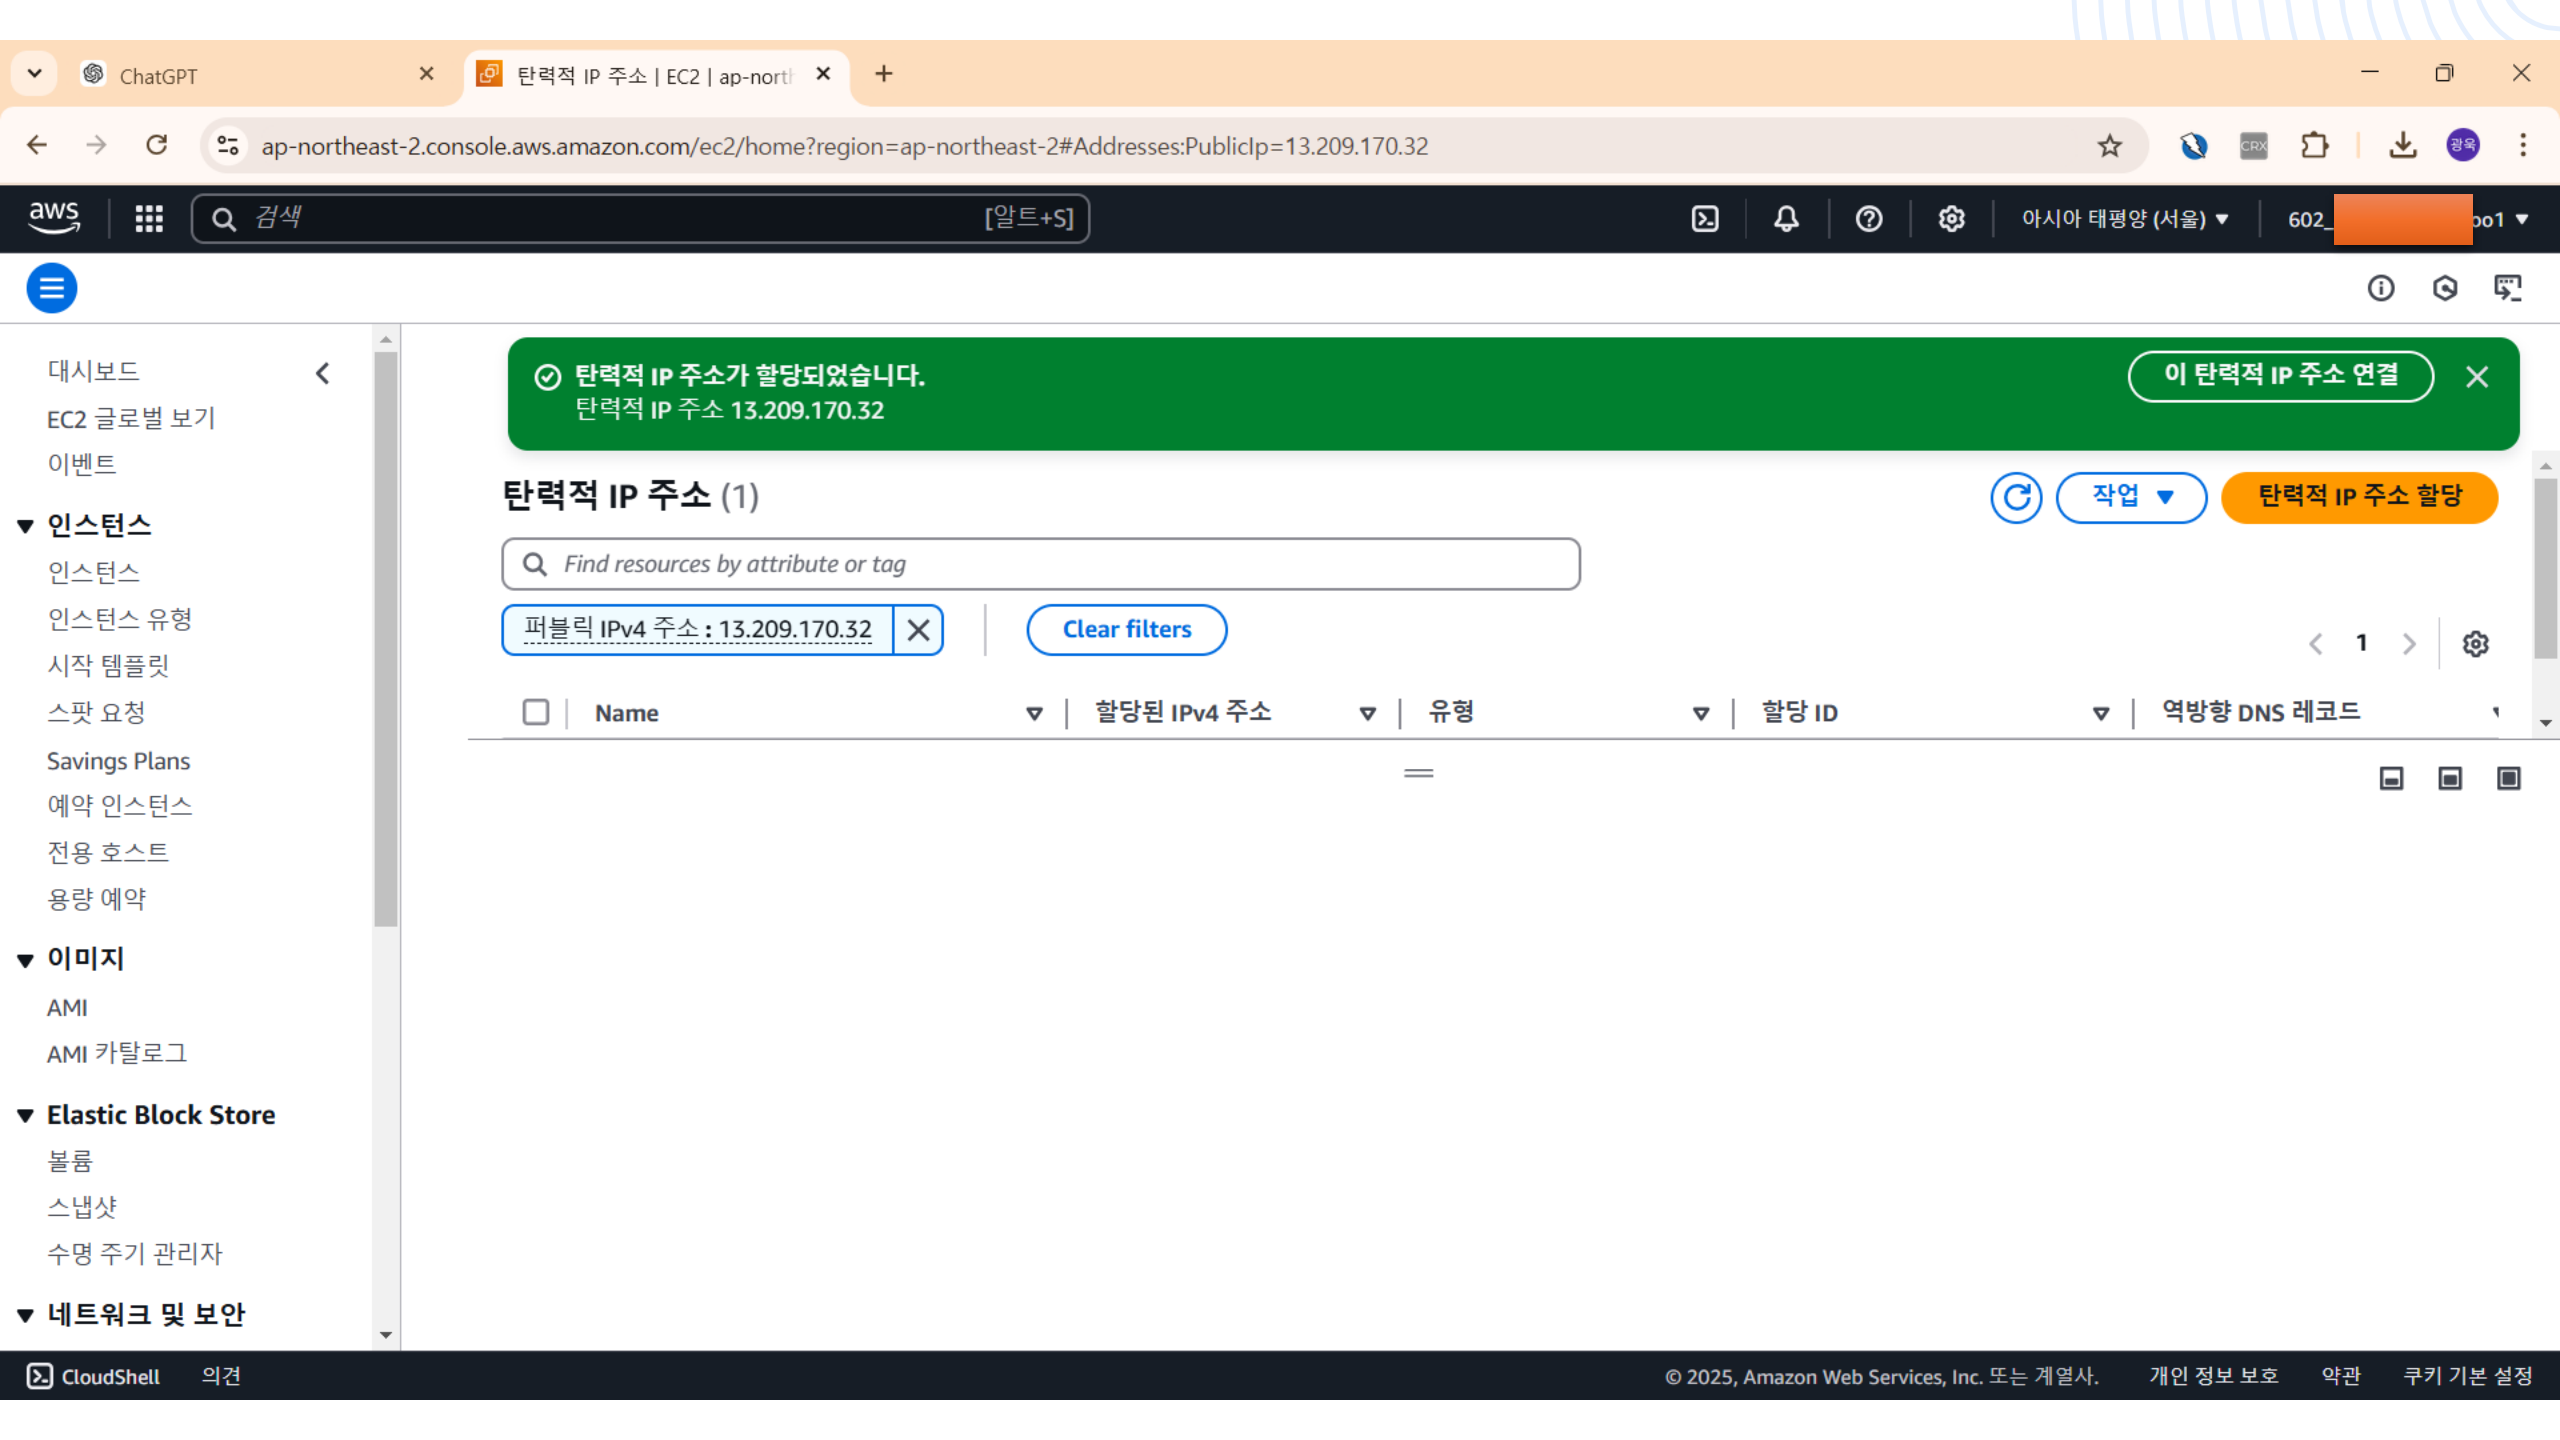 ChatGPT
탄력적 IP 주소 | EC2 | ap-north
ap-northeast-2.console.aws.amazon.com/ec2/home?region=ap-northeast-2#Addresses:PublicIp=13.209.170.32
CRX
광욱
aws
검색
[알트+S]
아시아 태평양 (서울)
602_
oo1
대시보드
EC2 글로벌 보기
이벤트
인스턴스
인스턴스
인스턴스 유형
시작 템플릿
스팟 요청
Savings Plans
예약 인스턴스
전용 호스트
용량 예약
이미지
AMI
AMI 카탈로그
Elastic Block Store
볼륨
스냅샷
수명 주기 관리자
네트워크 및 보안
탄력적 IP 주소가 할당되었습니다.
탄력적 IP 주소 13.209.170.32
이 탄력적 IP 주소 연결
탄력적 IP 주소 (1)
작업
탄력적 IP 주소 할당
Find resources by attribute or tag
퍼블릭 IPv4 주소 : 13.209.170.32
Clear filters
1
Name
할당된 IPv4 주소
유형
할당 ID
역방향 DNS 레코드
CloudShell
의견
© 2025, Amazon Web Services, Inc. 또는 계열사.
개인 정보 보호
약관
쿠키 기본 설정